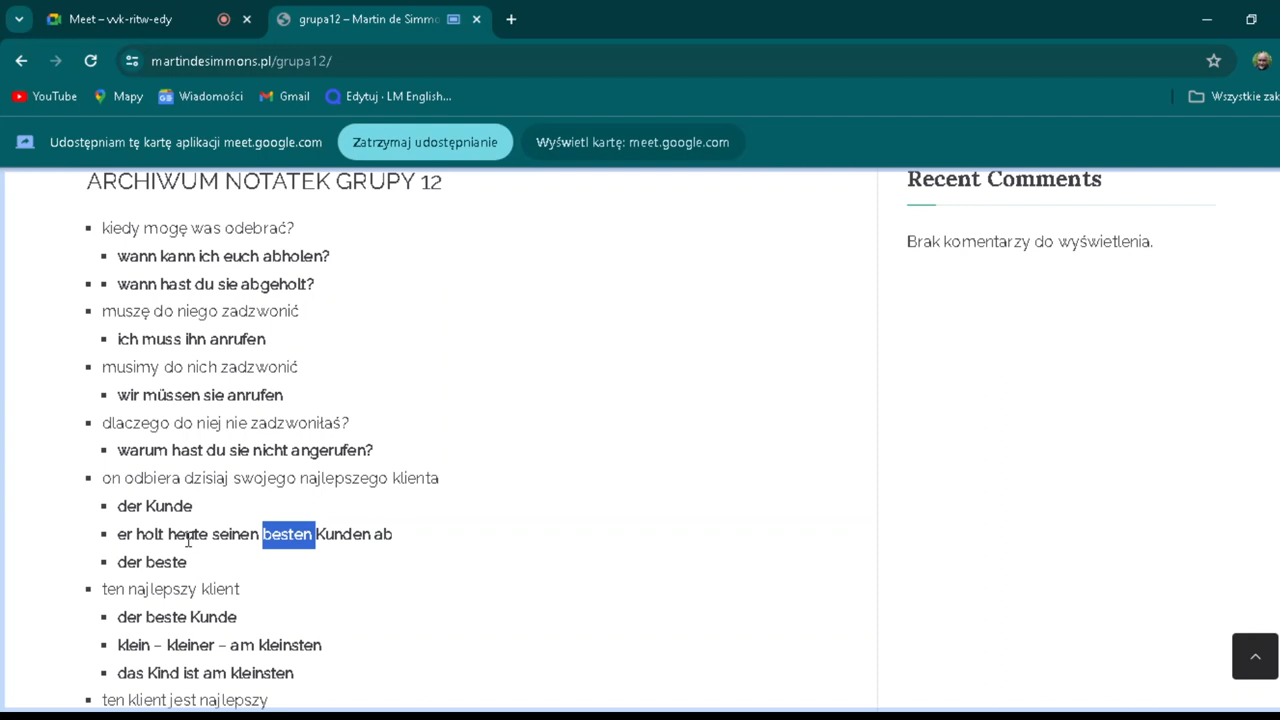 Meet – vvk-ritw-edy
grupa12 – Martin de Simmo
martindesimmons.pl/grupa12/
YouTube
Mapy
Wiadomości
Gmail
Edytuj · LM English...
Wszystkie zak
Udostępniam tę kartę aplikacji meet.google.com
Zatrzymaj udostępnianie
Wyświetl kartę: meet.google.com
ARCHIWUM NOTATEK GRUPY 12
kiedy mogę was odebrać?
wann kann ich euch abholen?
wann hast du sie abgeholt?
muszę do niego zadzwonić
ich muss ihn anrufen
musimy do nich zadzwonić
wir müssen sie anrufen
dlaczego do niej nie zadzwoniłaś?
warum hast du sie nicht angerufen?
on odbiera dzisiaj swojego najlepszego klienta
der Kunde
er holt heute seinen besten Kunden ab
der beste
ten najlepszy klient
der beste Kunde
klein – kleiner – am kleinsten
das Kind ist am kleinsten
ten klient jest najlepszy
Recent Comments
Brak komentarzy do wyświetlenia.